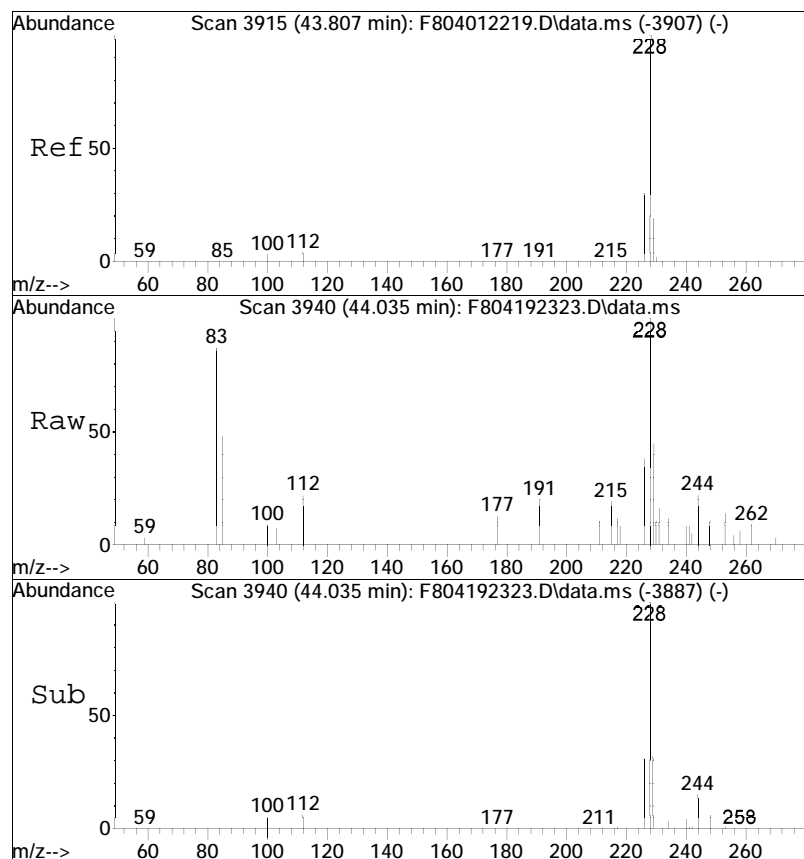 Abundance Scan 3915 (43.807 min): F804012219.D\data.ms (-3907) (-)
228
50
Ref
59 85 100 112 177 191 215
0
60 80 100 120 140 160 180 200 220 240 260
m/z-->
Abundance Scan 3940 (44.035 min): F804192323.D\data.ms
228
83
50
Raw
112 177 191 215 244 262
59 100
0
60 80 100 120 140 160 180 200 220 240 260
m/z-->
Abundance Scan 3940 (44.035 min): F804192323.D\data.ms (-3887) (-)
228
50
Sub
244
59 100 112 177 211 258
0
60 80 100 120 140 160 180 200 220 240 260
m/z-->